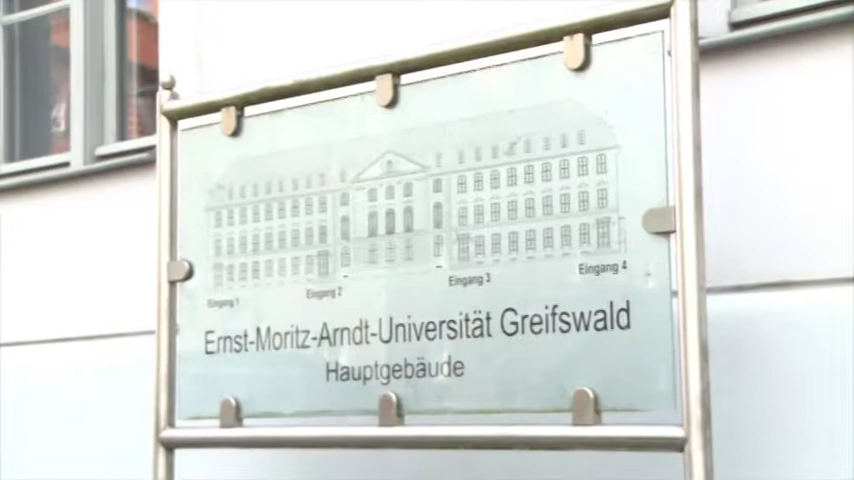 Eingang 1 Eingang 2 Eingang 3 Eingang 4
Ernst-Moritz-Arndt-Universität Greifswald
Hauptgebäude